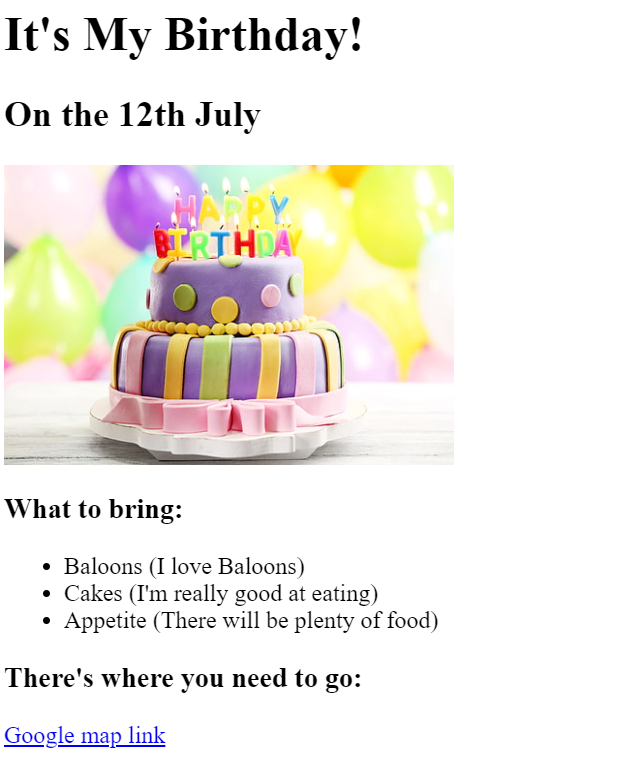 It's My Birthday!
On the 12th July
HAPPY
BIRTHDAY
What to bring:
Baloons (I love Baloons)
Cakes (I'm really good at eating)
Appetite (There will be plenty of food)
There's where you need to go:
Google map link